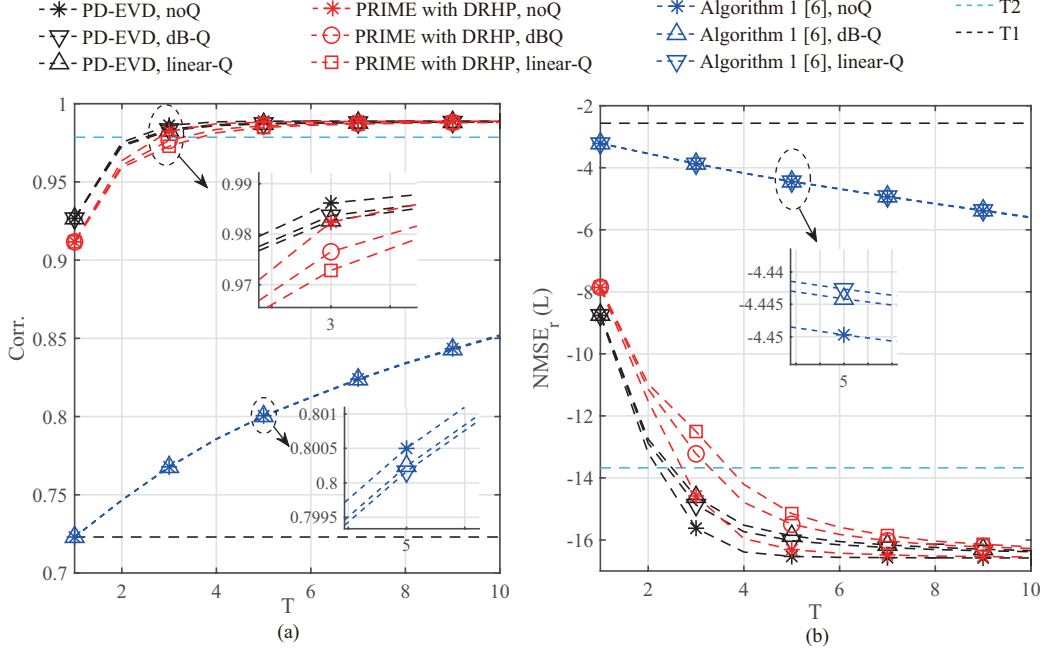 PD-EVD, noQ
PRIME with DRHP, noQ
Algorithm 1 [6], noQ
T2
PD-EVD, dB-Q
PRIME with DRHP, dBQ
Algorithm 1 [6], dB-Q
T1
PD-EVD, linear-Q
PRIME with DRHP, linear-Q
Algorithm 1 [6], linear-Q
Corr.
1
0.95
0.9
0.85
0.8
0.75
0.7
0.99
0.98
0.97
3
0.801
0.8005
0.8
0.7995
5
2
4
6
8
10
T
(a)
NMSEr (L)
-2
-4
-6
-8
-10
-12
-14
-16
-4.444
-4.445
-4.45
5
2
4
6
8
10
T
(b)